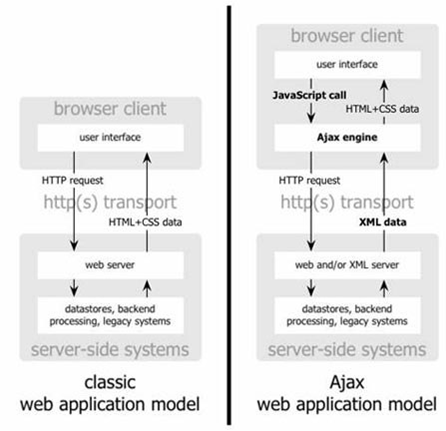 browser client
user interface
HTTP request
http(s) transport
HTML+CSS data
web server
datastores, backend
processing, legacy systems
server-side systems
classic
web application model
browser client
user interface
JavaScript call
HTML+CSS data
Ajax engine
HTTP request
http(s) transport
XML data
web and/or XML server
datastores, backend
processing, legacy systems
server-side systems
Ajax
web application model